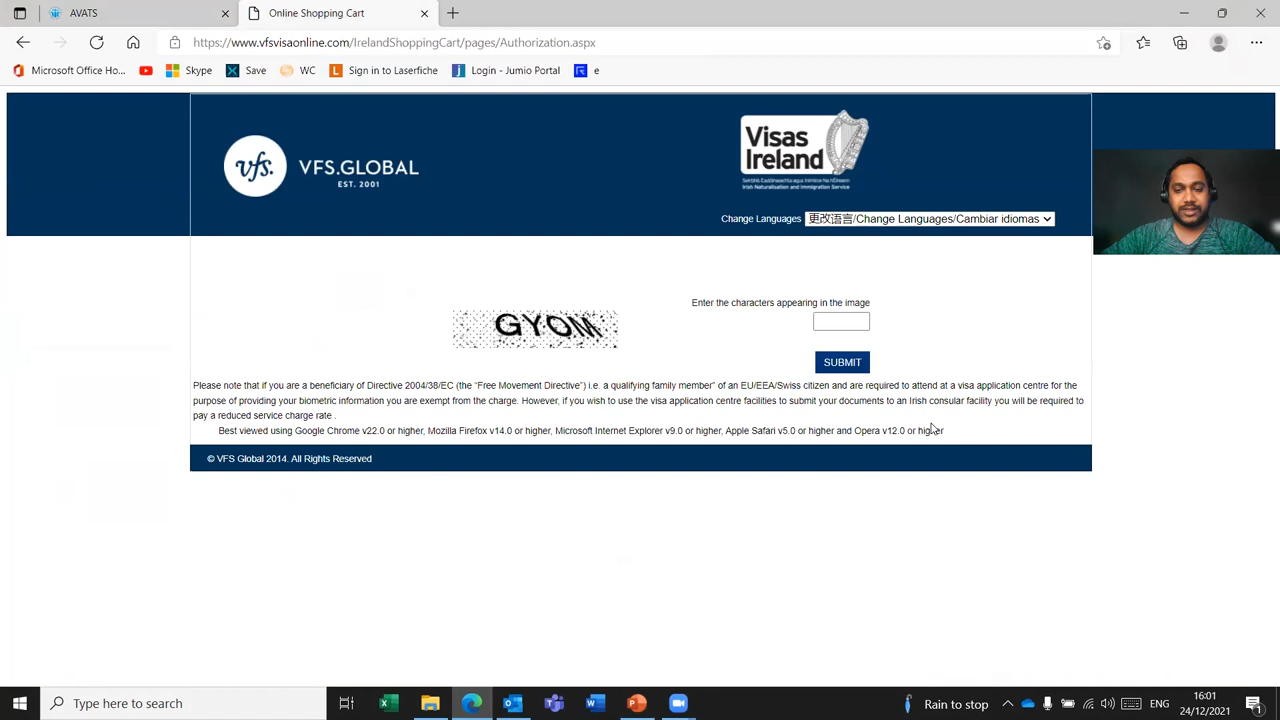 AVATS
Online Shopping Cart
https://www.vfsvisaonline.com/IrelandShoppingCart/pages/Authorization.aspx
Microsoft Office Ho...
Skype
Save
WC
Sign in to Laserfiche
Login - Jumio Portal
e
vfs.
VFS.GLOBAL
EST. 2001
Visas
Ireland
Irish Naturalisation and Immigration Service
Change Languages
更改语言/Change Languages/Cambiar idiomas
Enter the characters appearing in the image
GYOM
SUBMIT
Please note that if you are a beneficiary of Directive 2004/38/EC (the “Free Movement Directive”) i.e. a qualifying family member” of an EU/EEA/Swiss citizen and are required to attend at a visa application centre for the
purpose of providing your biometric information you are exempt from the charge. However, if you wish to use the visa application centre facilities to submit your documents to an Irish consular facility you will be required to
pay a reduced service charge rate .
Best viewed using Google Chrome v22.0 or higher, Mozilla Firefox v14.0 or higher, Microsoft Internet Explorer v9.0 or higher, Apple Safari v5.0 or higher and Opera v12.0 or higher
© VFS Global 2014. All Rights Reserved
Type here to search
Rain to stop
ENG
16:01
24/12/2021